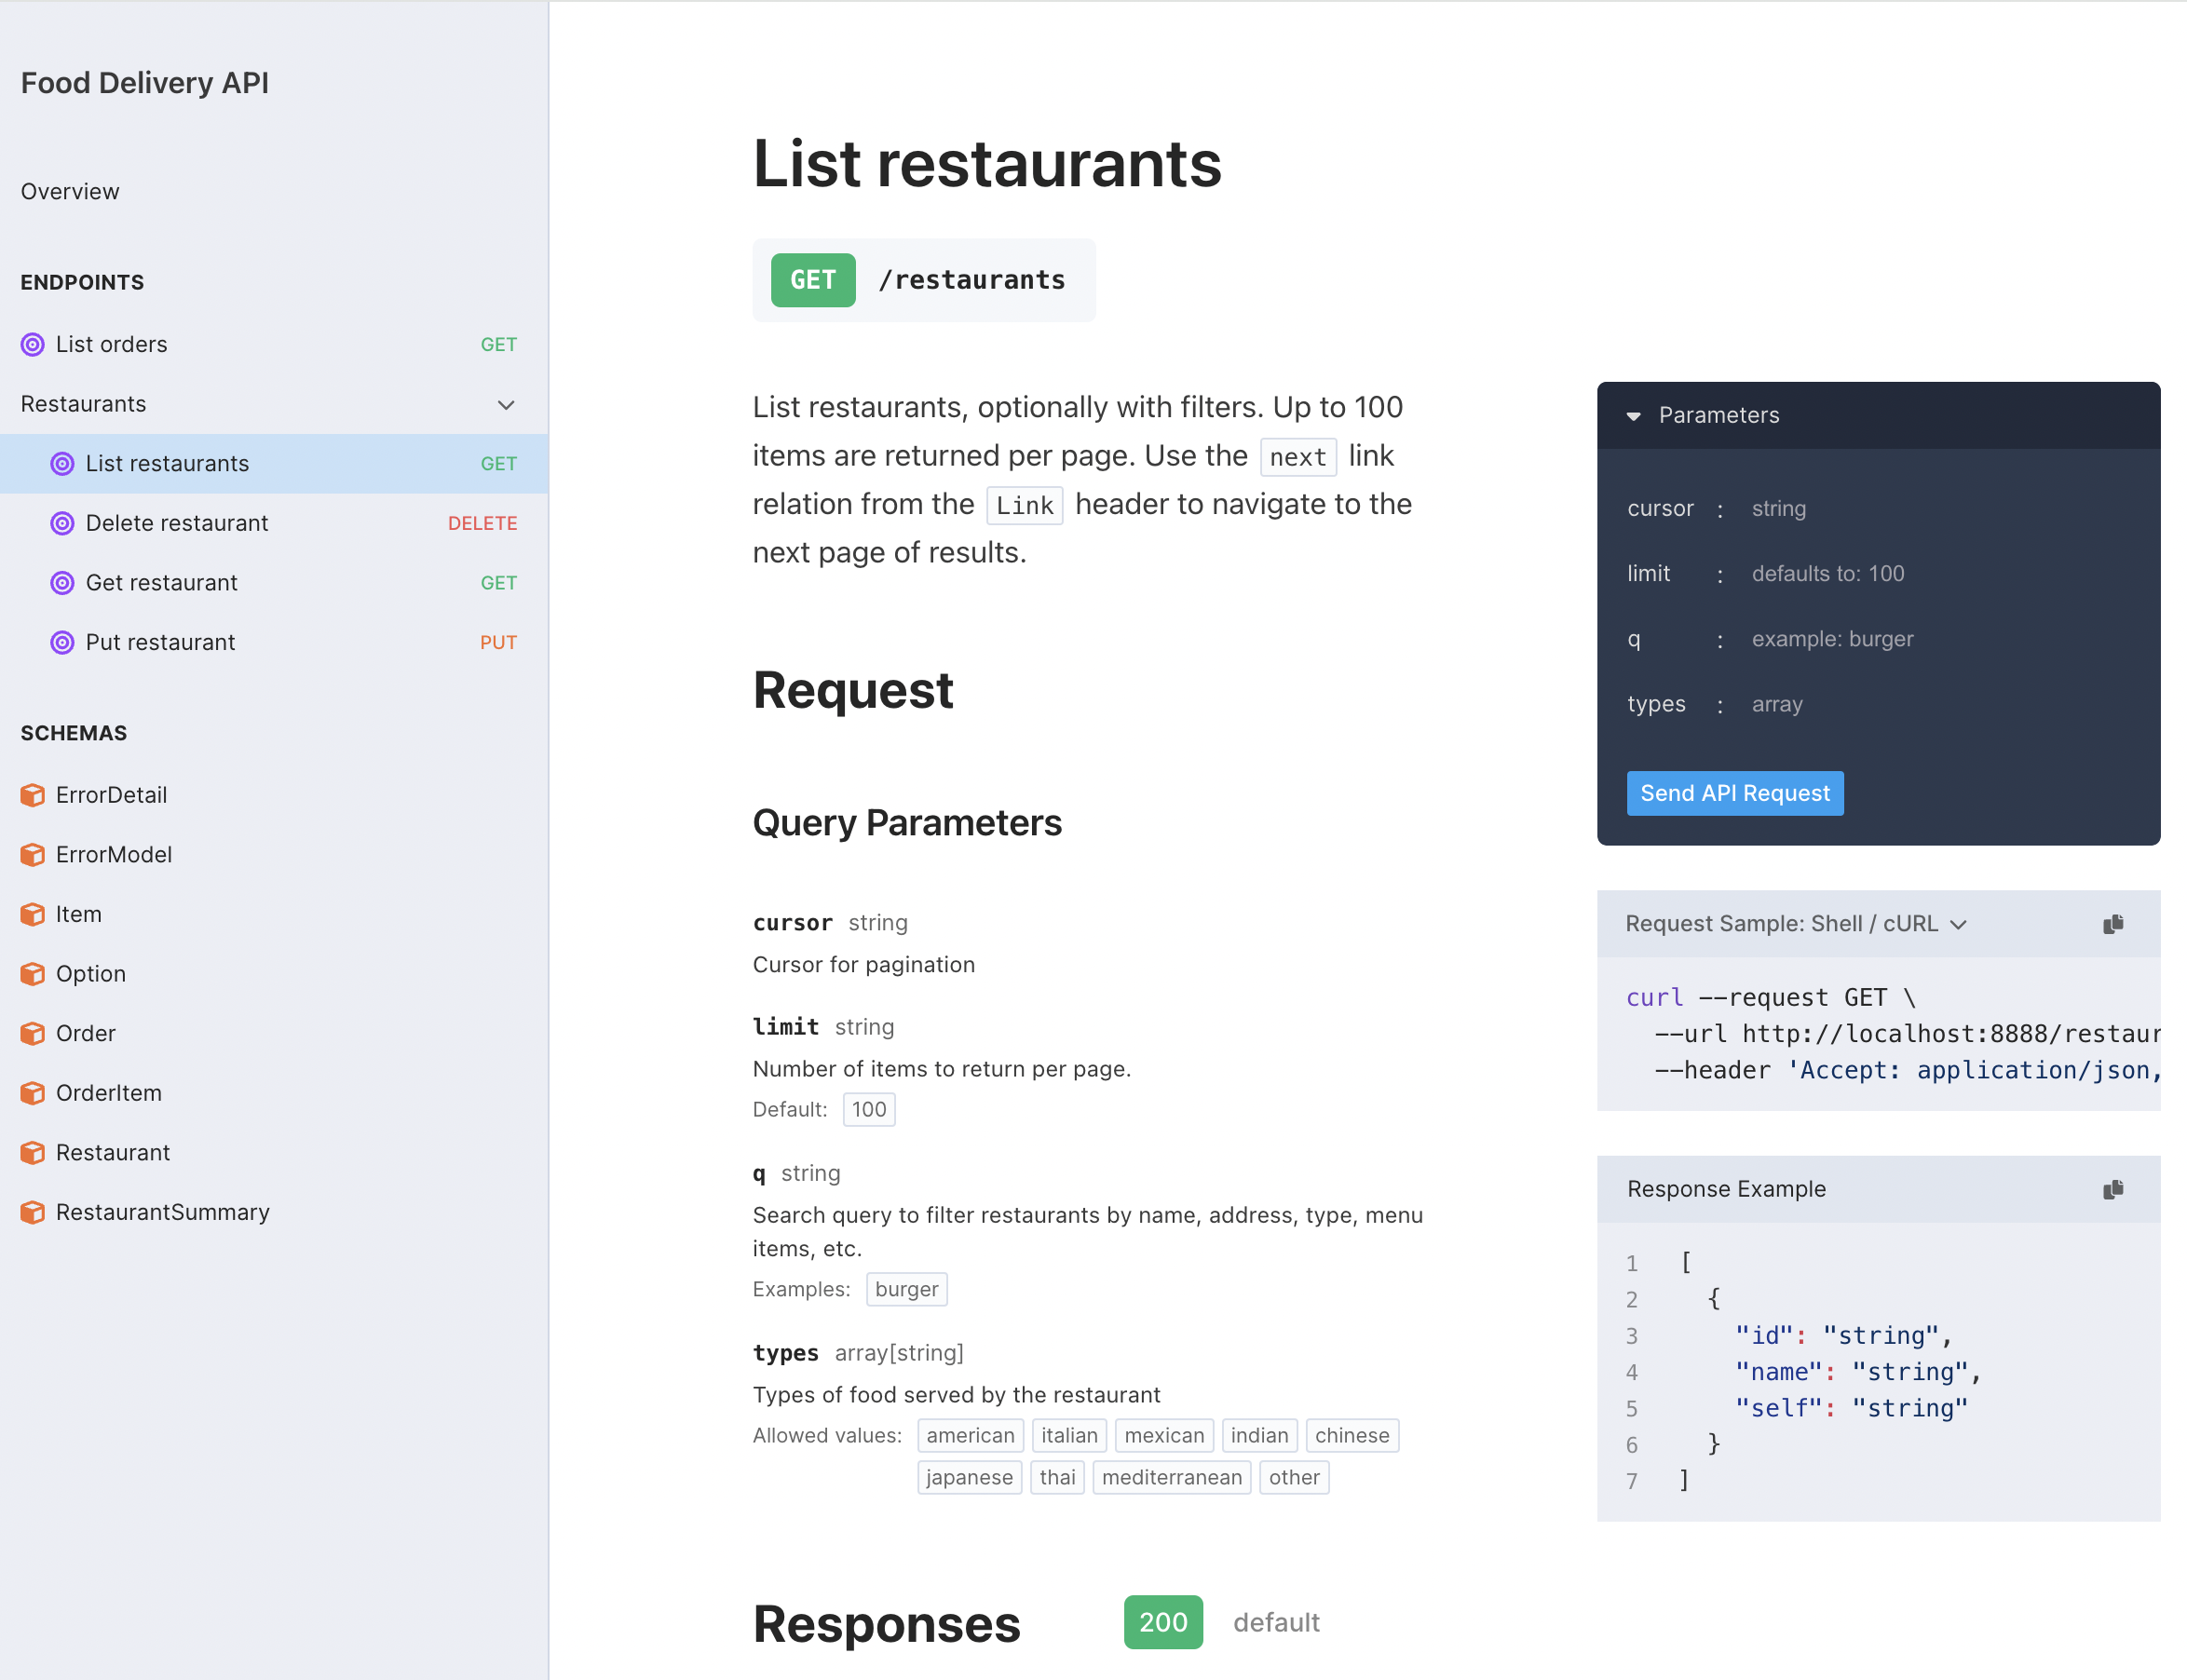 Food Delivery API
Overview
ENDPOINTS
List orders GET
Restaurants
List restaurants GET
Delete restaurant DELETE
Get restaurant GET
Put restaurant PUT
SCHEMAS
ErrorDetail
ErrorModel
Item
Option
Order
OrderItem
Restaurant
RestaurantSummary
List restaurants
GET /restaurants
List restaurants, optionally with filters. Up to 100
items are returned per page. Use the next link
relation from the Link header to navigate to the
next page of results.
Request
Query Parameters
cursor string
Cursor for pagination
limit string
Number of items to return per page.
Default: 100
q string
Search query to filter restaurants by name, address, type, menu
items, etc.
Examples: burger
types array[string]
Types of food served by the restaurant
Allowed values: american italian mexican indian chinese
japanese thai mediterranean other
Responses 200 default
Parameters
cursor : string
limit : defaults to: 100
q : example: burger
types : array
Send API Request
Request Sample: Shell / cURL
curl --request GET \
--url http://localhost:8888/restaur
--header 'Accept: application/json,
Response Example
1 [
2 {
3 "id": "string",
4 "name": "string",
5 "self": "string"
6 }
7 ]